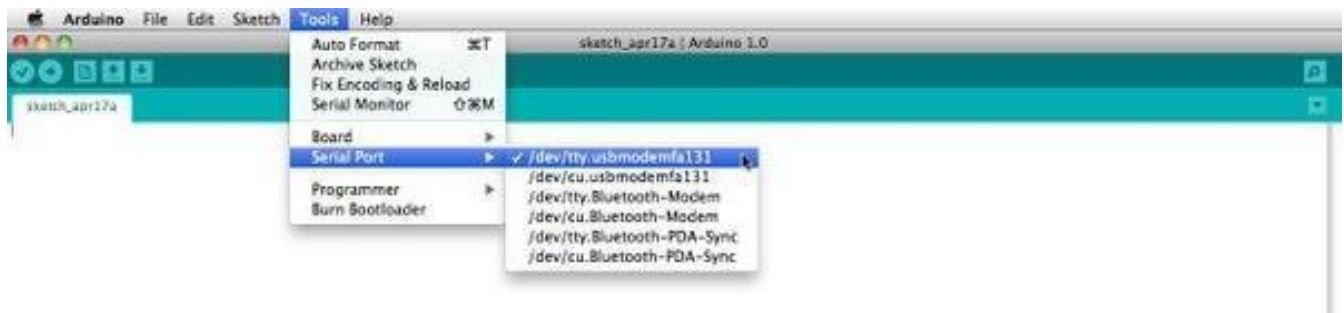 Arduino File Edit Sketch Tools Help
sketch_apr17a | Arduino 1.0
sketch_apr17a
Auto Format ⌘T
Archive Sketch
Fix Encoding & Reload
Serial Monitor ⇧⌘M
Board
Serial Port
Programmer
Burn Bootloader
/dev/tty.usbmodemfa131
/dev/cu.usbmodemfa131
/dev/tty.Bluetooth-Modem
/dev/cu.Bluetooth-Modem
/dev/tty.Bluetooth-PDA-Sync
/dev/cu.Bluetooth-PDA-Sync